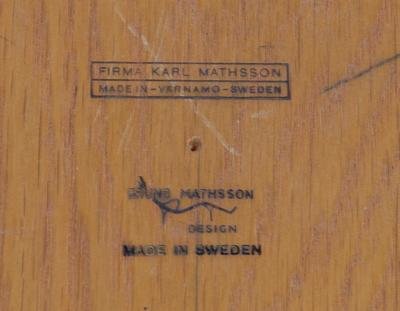 FIRMA KARL MATHSSON
MADE IN-VÄRNAMO-SWEDEN
BRUNO MATHSSON
DESIGN
MADE IN SWEDEN